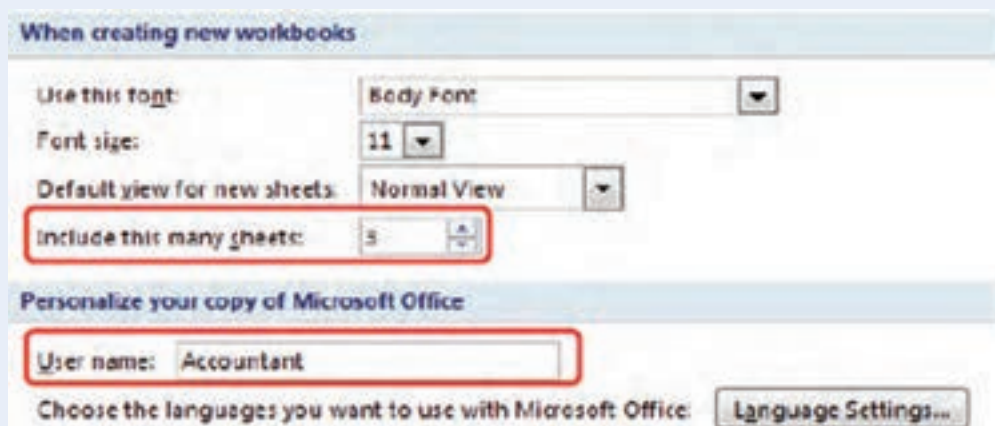 When creating new workbooks
Use this font: Body Font
Font size: 11
Default view for new sheets: Normal View
Include this many sheets: 3
Personalize your copy of Microsoft Office
User name: Accountant
Choose the languages you want to use with Microsoft Office: Language Settings...